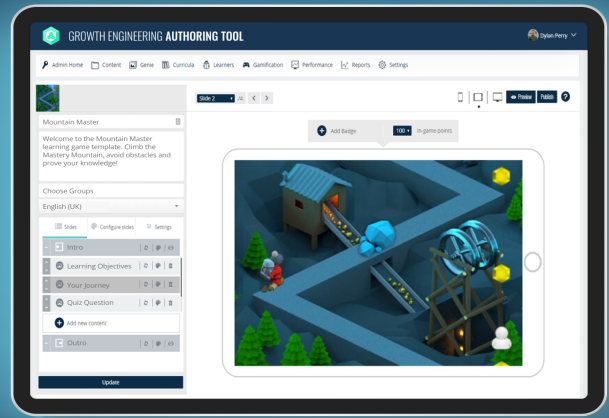 GROWTH ENGINEERING AUTHORING TOOL
Dylan Perry
Admin Home Content Genie Curricula Learners Gamification Performance Reports Settings
Slide 2 /4 < >
Preview Publish ?
Mountain Master
Add Badge 100 in game points
Welcome to the Mountain Master
learning game template. Climb the
Mastery Mountain, avoid obstacles and
prove your knowledge!
Choose Groups
English (UK)
Slides Configure slides Settings
Intro
Learning Objectives
Your Journey
Quiz Question
Add new content
Outro
Update